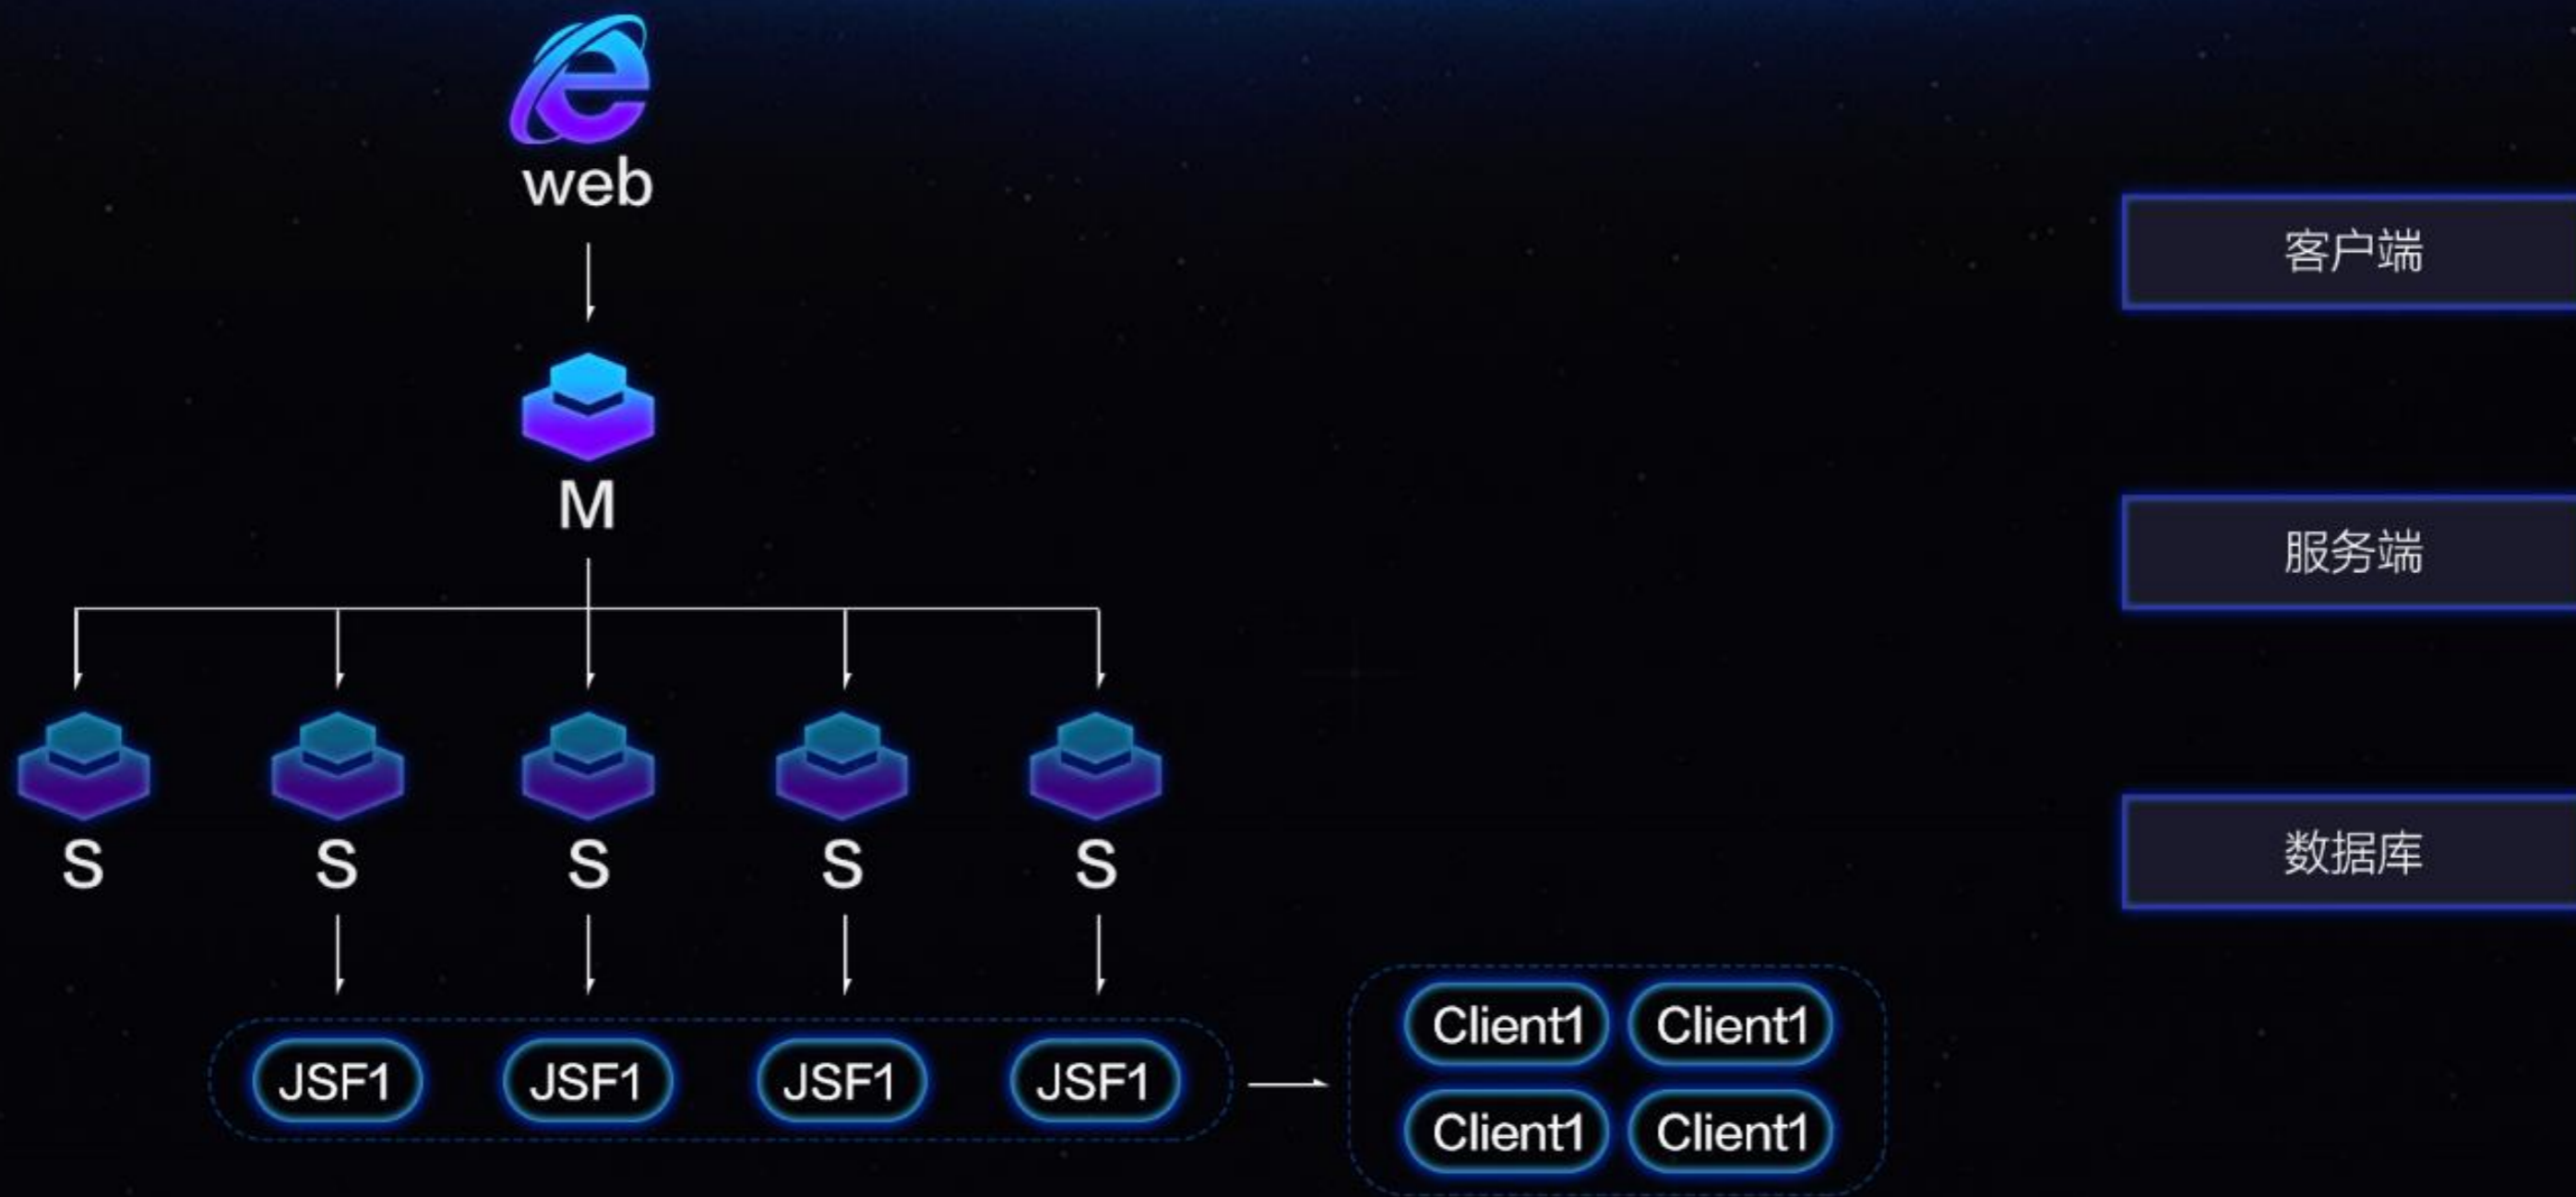 web
M
S S S S S
JSF1 JSF1 JSF1 JSF1
Client1 Client1
Client1 Client1
客户端
服务端
数据库